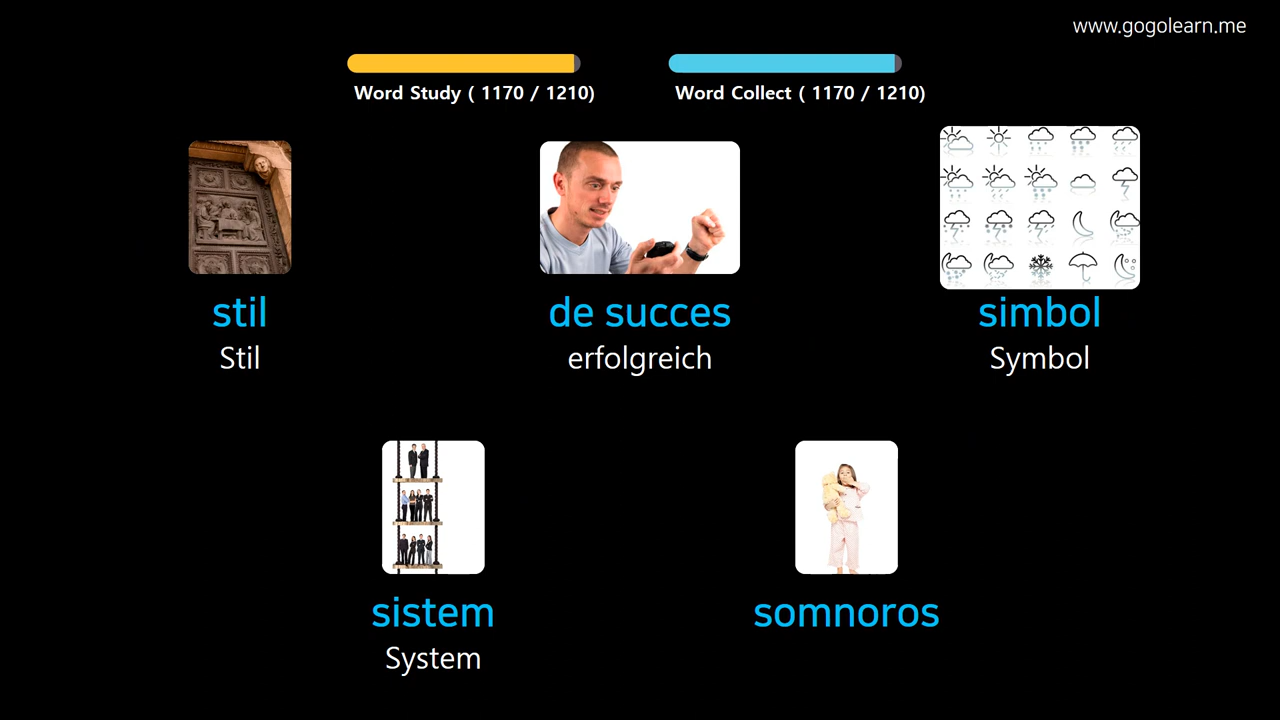 www.gogolearn.me
Word Study ( 1170 / 1210)
Word Collect ( 1170 / 1210)
stil
Stil
de succes
erfolgreich
simbol
Symbol
sistem
System
somnoros